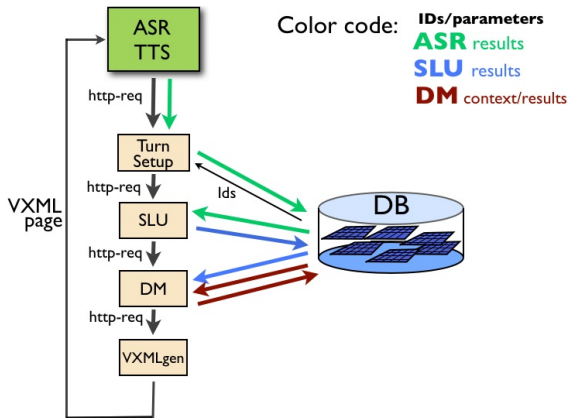 ASR
TTS
Color code:
IDs/parameters
ASR results
SLU results
DM context/results
http-req
Turn
Setup
http-req
Ids
VXML
page
SLU
DB
http-req
DM
http-req
VXMLgen